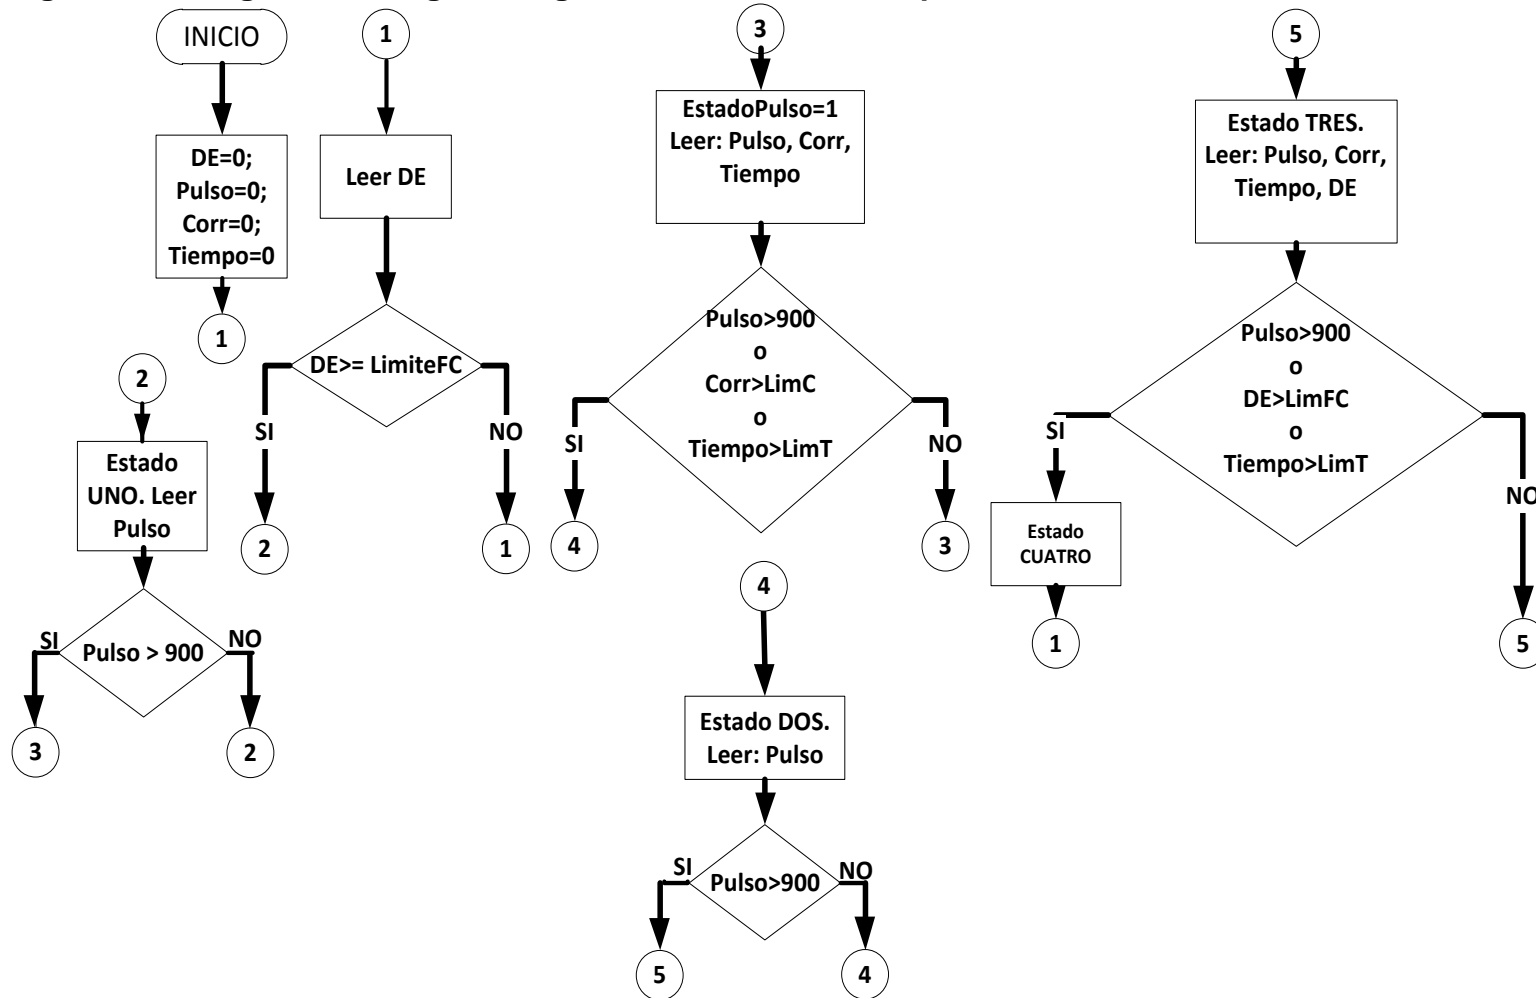 INICIO
DE=0;
Pulso=0;
Corr=0;
Tiempo=0
1
1
Leer DE
DE>= LimiteFC
SI
NO
2
1
2
Estado
UNO. Leer
Pulso
Pulso > 900
SI
NO
3
2
3
EstadoPulso=1
Leer: Pulso, Corr,
Tiempo
Pulso>900
o
Corr>LimC
o
Tiempo>LimT
SI
NO
4
3
4
Estado DOS.
Leer: Pulso
Pulso>900
SI
NO
5
4
5
Estado TRES.
Leer: Pulso, Corr,
Tiempo, DE
Pulso>900
o
DE>LimFC
o
Tiempo>LimT
SI
NO
Estado
CUATRO
1
5